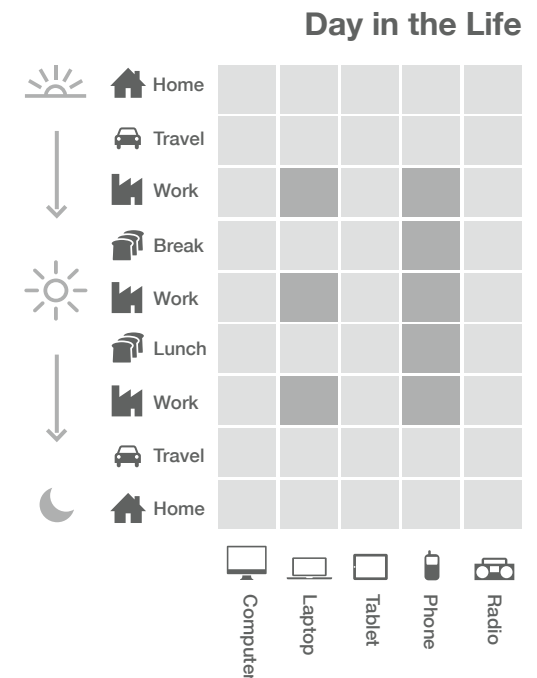 Day in the Life
Home
Travel
Work
Break
Work
Lunch
Work
Travel
Home
Computer
Laptop
Tablet
Phone
Radio